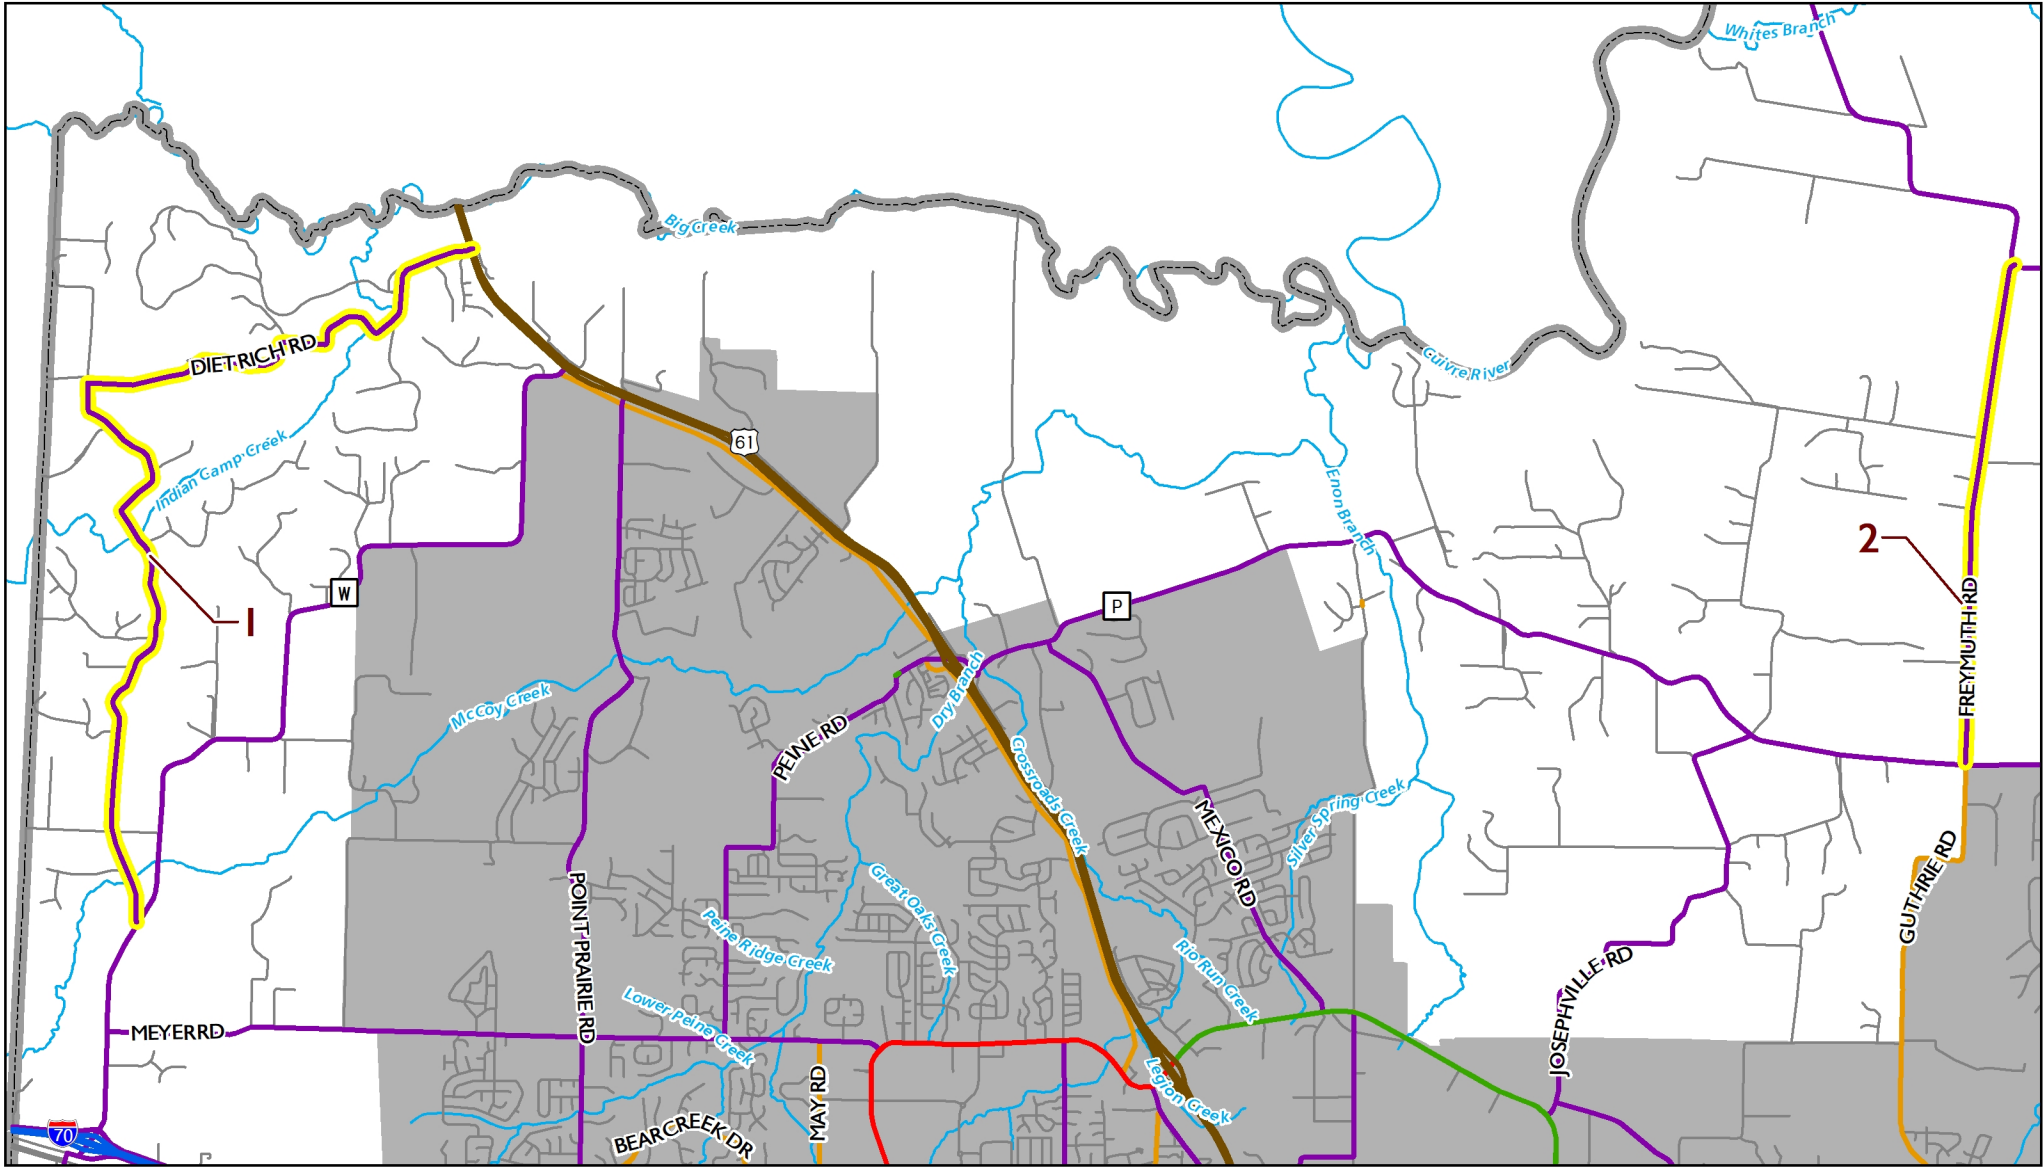 Whites Branch
Big Creek
DIETRICH RD
Cuivre River
61
Indian Camp Creek
Enon Branch
2
W
P
1
FREYMUTH RD
McCoy Creek
Dry Branch
PEINE RD
Crossroads Creek
Silver Spring Creek
MEXICO RD
GUTHRIE RD
POINT PRAIRIE RD
Great Oaks Creek
Peine Ridge Creek
Rio Run Creek
JOSEPHVILLE RD
Lower Peine Creek
MEYER RD
Legion Creek
MAY RD
70
BEAR CREEK DR